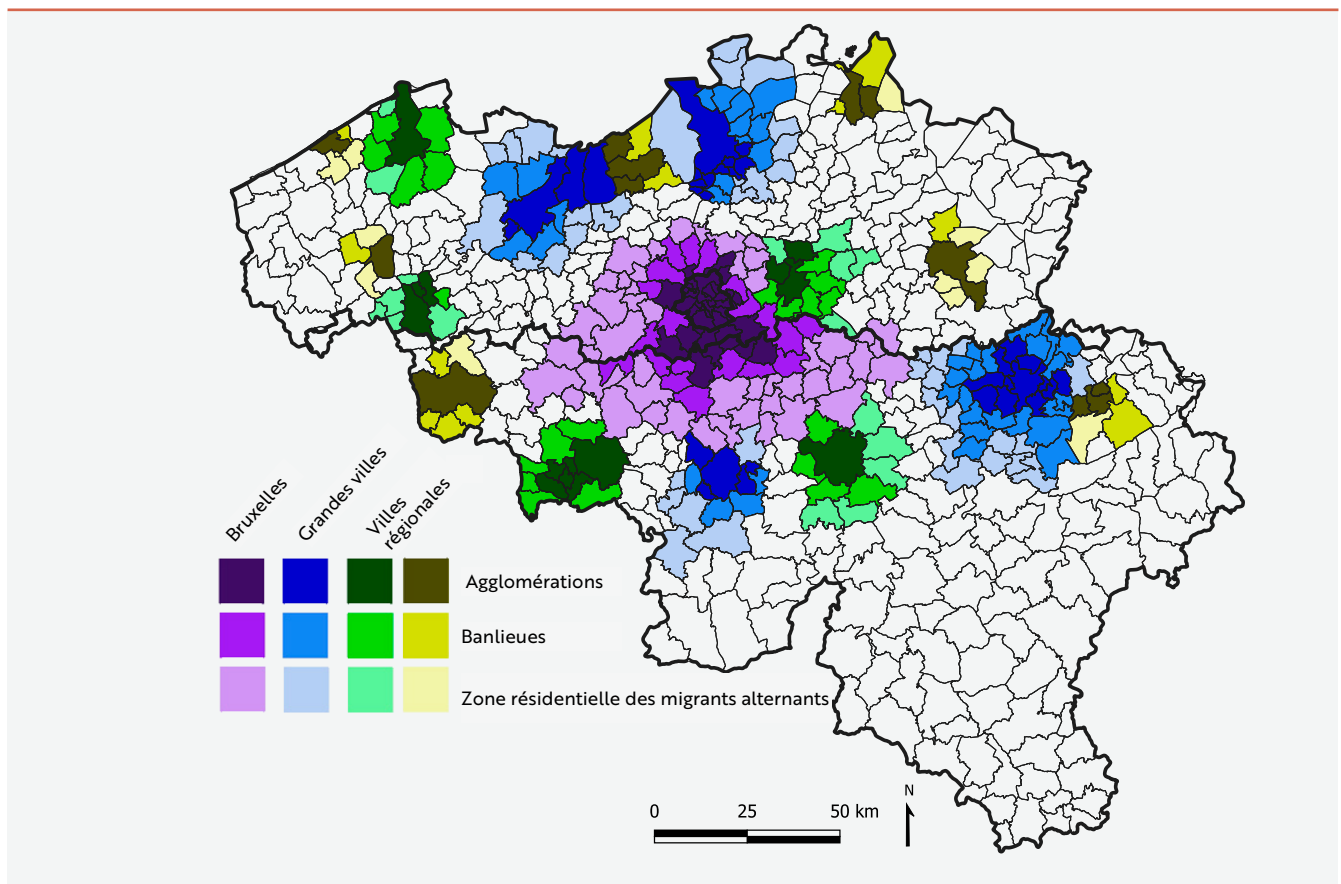 Bruxelles
Grandes villes
Villes
régionales
Agglomérations
Banlieues
Zone résidentielle des migrants alternants
0 25 50 km
N